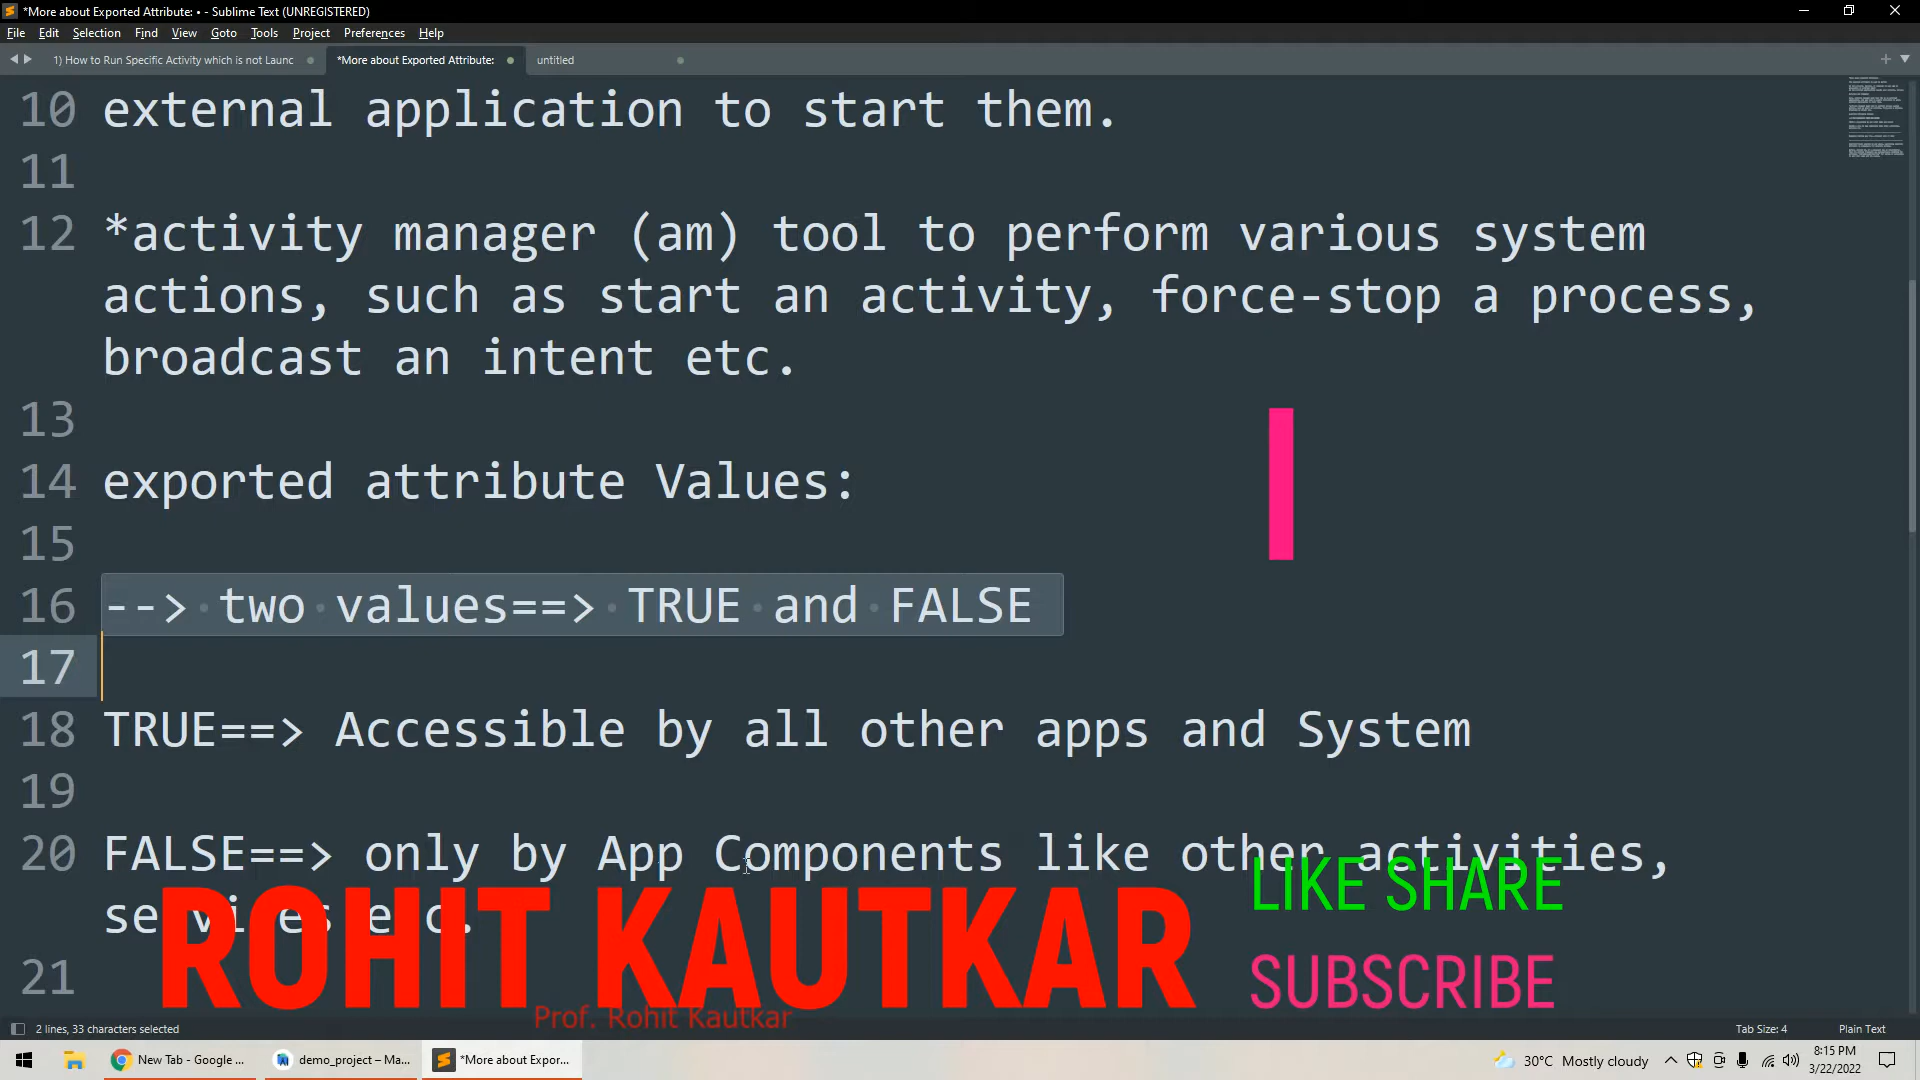 *More about Exported Attribute: • - Sublime Text (UNREGISTERED)
File Edit Selection Find View Goto Tools Project Preferences Help
1) How to Run Specific Activity which is not Launc *More about Exported Attribute: untitled
10 external application to start them.
11
12 *activity manager (am) tool to perform various system
actions, such as start an activity, force-stop a process,
broadcast an intent etc.
13
14 exported attribute Values:
15
16 --> two values==> TRUE and FALSE
17
18 TRUE==> Accessible by all other apps and System
19
20 FALSE==> only by App Components like other activities,
services etc.
21
LIKE SHARE
ROHIT KAUTKAR
SUBSCRIBE
Prof. Rohit Kautkar
2 lines, 33 characters selected Tab Size: 4 Plain Text
New Tab - Google ... demo_project – Ma... *More about Expor... 30°C Mostly cloudy 8:15 PM
3/22/2022